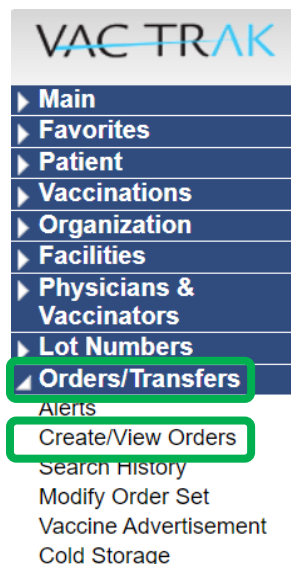 VAC TRAK
Main
Favorites
Patient
Vaccinations
Organization
Facilities
Physicians &
Vaccinators
Lot Numbers
Orders/Transfers
Alerts
Create/View Orders
Search History
Modify Order Set
Vaccine Advertisement
Cold Storage